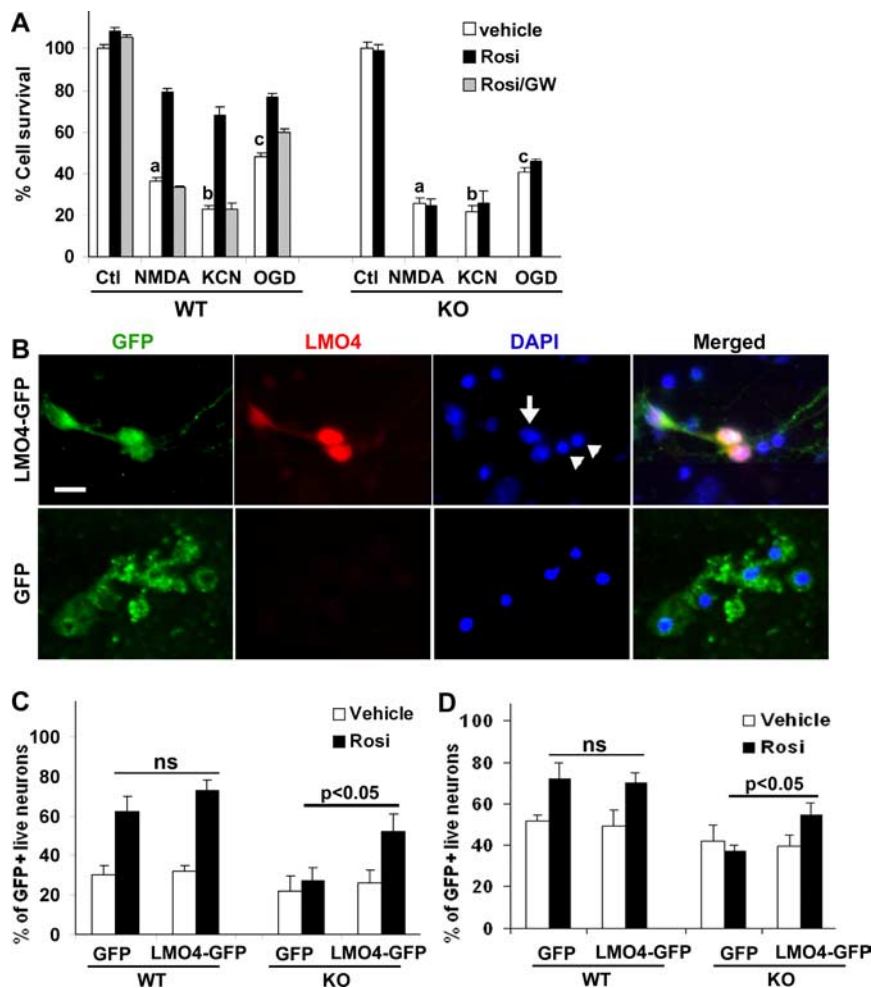 A
vehicle
Rosi
Rosi/GW
% Cell survival
100
80
60
40
20
0
a
b
c
a
b
c
Ctl NMDA KCN OGD
Ctl NMDA KCN OGD
WT
KO
B
GFP
LMO4
DAPI
Merged
LMO4-GFP
GFP
C
Vehicle
Rosi
% of GFP+ live neurons
100
80
60
40
20
0
ns
p<0.05
GFP LMO4-GFP
GFP LMO4-GFP
WT
KO
D
Vehicle
Rosi
% of GFP+ live neurons
100
80
60
40
20
0
ns
p<0.05
GFP LMO4-GFP
GFP LMO4-GFP
WT
KO